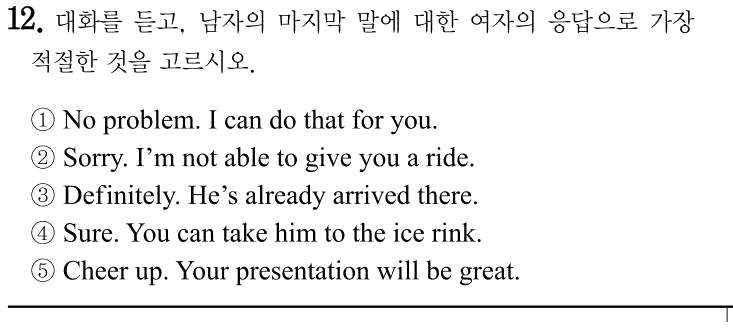 12. 대화를 듣고, 남자의 마지막 말에 대한 여자의 응답으로 가장
적절한 것을 고르시오.
① No problem. I can do that for you.
② Sorry. I’m not able to give you a ride.
③ Definitely. He’s already arrived there.
④ Sure. You can take him to the ice rink.
⑤ Cheer up. Your presentation will be great.